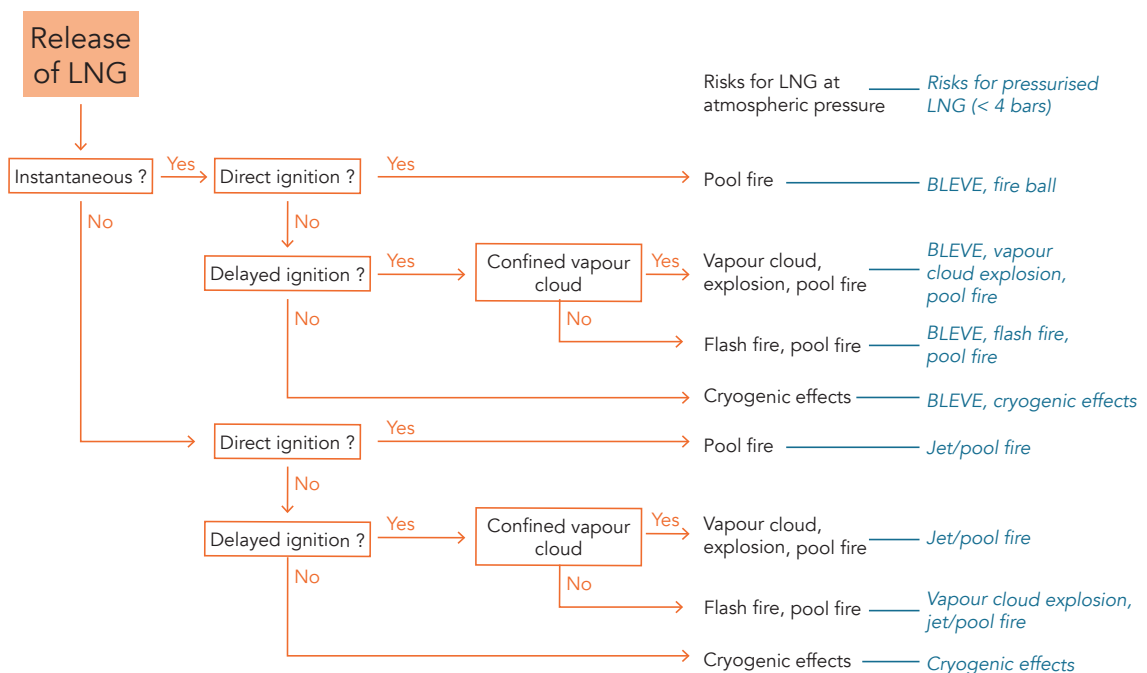 Release
of LNG
Risks for LNG at
atmospheric pressure
Risks for pressurised
LNG (< 4 bars)
Instantaneous ?
Yes
Direct ignition ?
Yes
Pool fire
BLEVE, fire ball
No
No
Delayed ignition ?
Yes
Confined vapour
cloud
Yes
Vapour cloud,
explosion, pool fire
BLEVE, vapour
cloud explosion,
pool fire
No
No
Flash fire, pool fire
BLEVE, flash fire,
pool fire
Cryogenic effects
BLEVE, cryogenic effects
Direct ignition ?
Yes
Pool fire
Jet/pool fire
No
Delayed ignition ?
Yes
Confined vapour
cloud
Yes
Vapour cloud,
explosion, pool fire
Jet/pool fire
No
No
Flash fire, pool fire
Vapour cloud explosion,
jet/pool fire
Cryogenic effects
Cryogenic effects